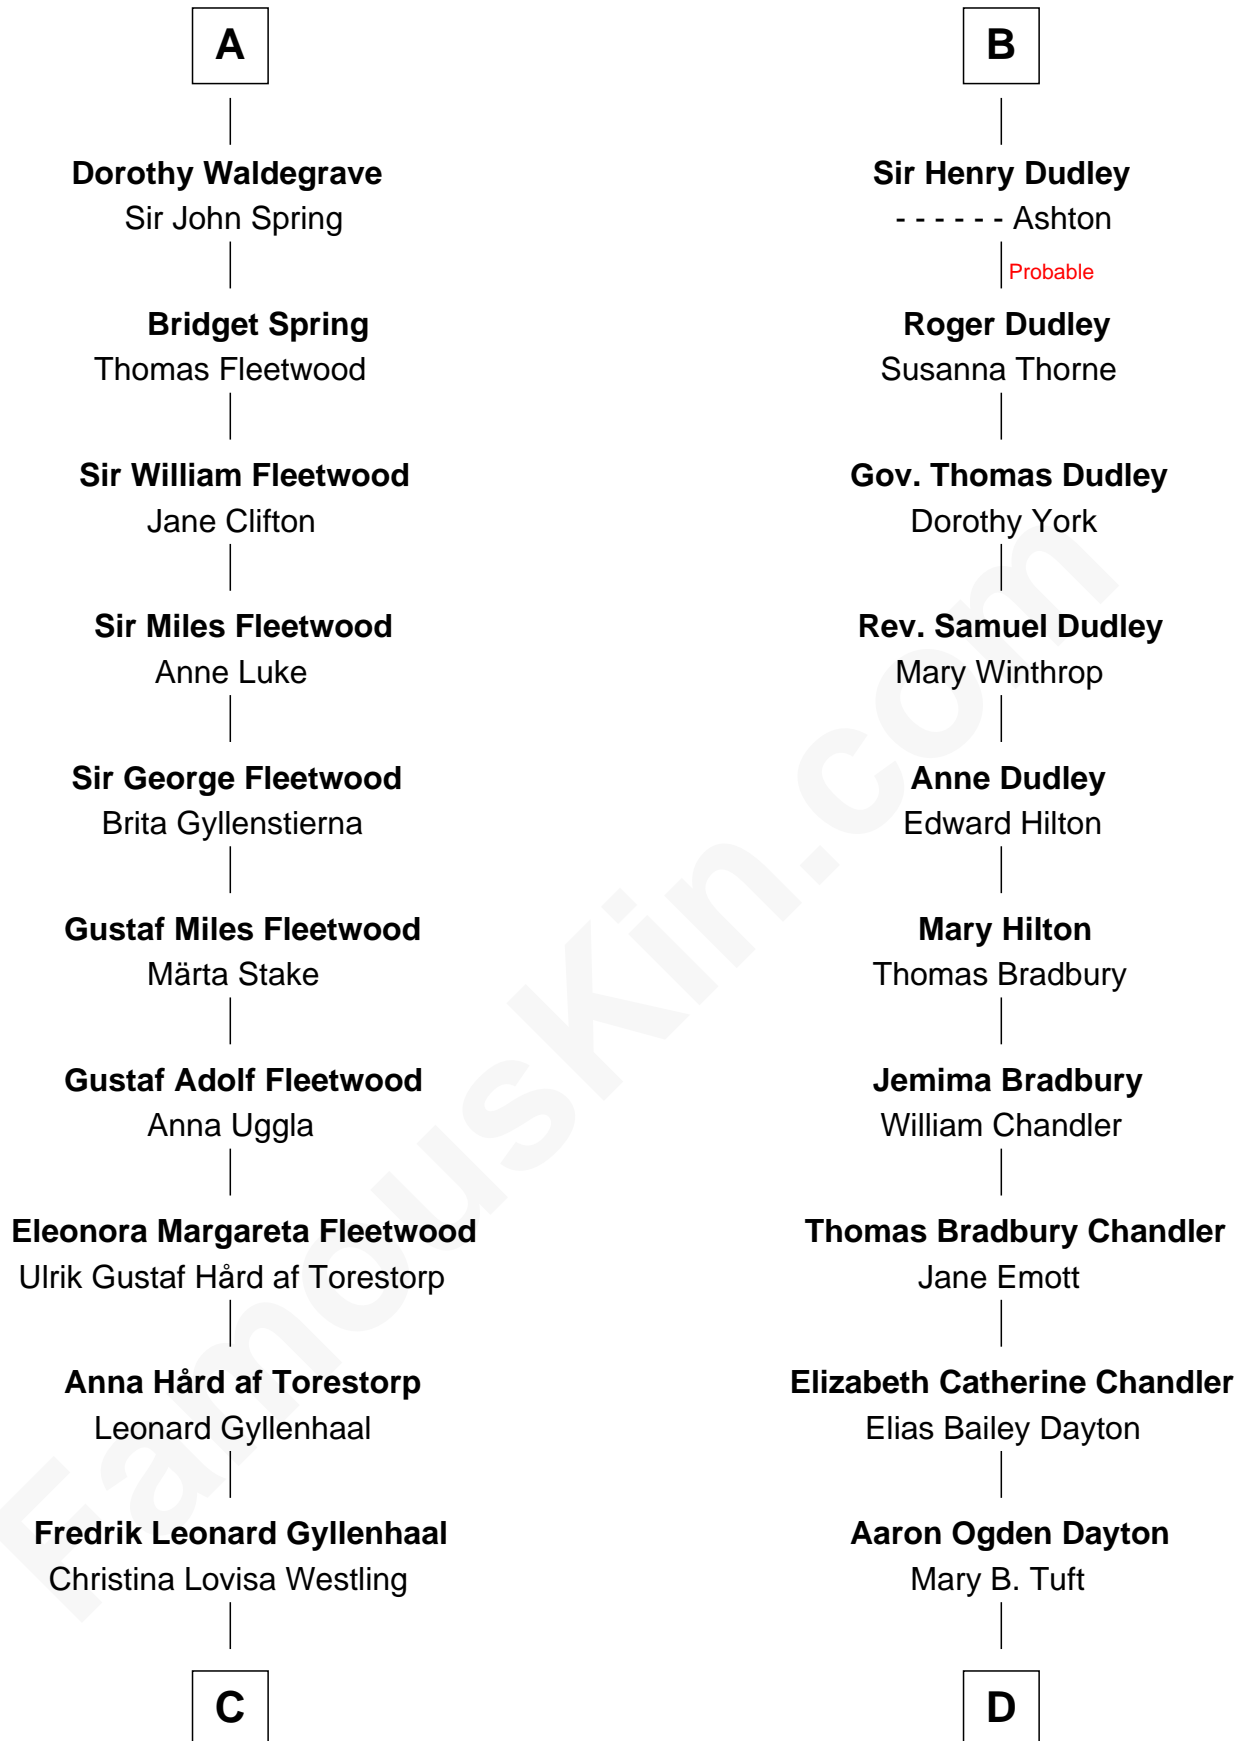 A
Dorothy Waldegrave
Sir John Spring
Bridget Spring
Thomas Fleetwood
Sir William Fleetwood
Jane Clifton
Sir Miles Fleetwood
Anne Luke
Sir George Fleetwood
Brita Gyllenstierna
Gustaf Miles Fleetwood
Märta Stake
Gustaf Adolf Fleetwood
Anna Uggla
Eleonora Margareta Fleetwood
Ulrik Gustaf Hård af Torestorp
Anna Hård af Torestorp
Leonard Gyllenhaal
Fredrik Leonard Gyllenhaal
Christina Lovisa Westling
C
B
Sir Henry Dudley
- - - - - - Ashton
Probable
Roger Dudley
Susanna Thorne
Gov. Thomas Dudley
Dorothy York
Rev. Samuel Dudley
Mary Winthrop
Anne Dudley
Edward Hilton
Mary Hilton
Thomas Bradbury
Jemima Bradbury
William Chandler
Thomas Bradbury Chandler
Jane Emott
Elizabeth Catherine Chandler
Elias Bailey Dayton
Aaron Ogden Dayton
Mary B. Tuft
D
FamousKin.com